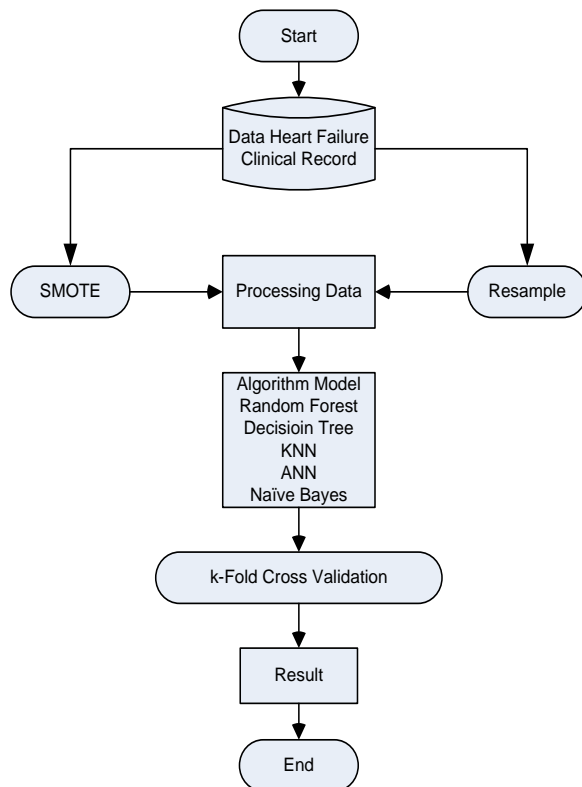 Start
Data Heart Failure
Clinical Record
SMOTE
Processing Data
Resample
Algorithm Model
Random Forest
Decisioin Tree
KNN
ANN
Naïve Bayes
k-Fold Cross Validation
Result
End